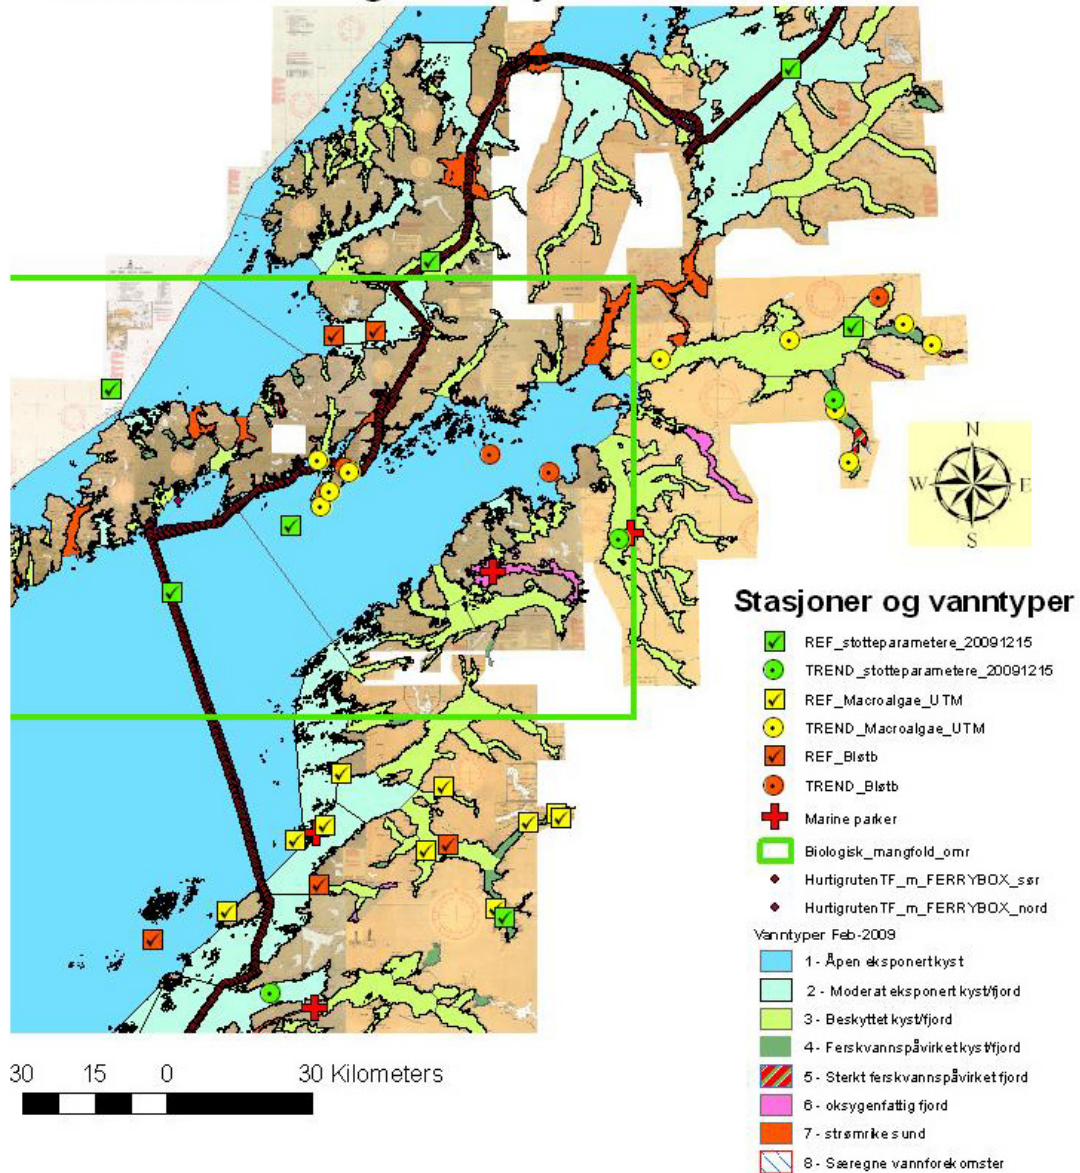 N
W
E
S
Stasjoner og vanntyper
REF_stotteparametere_20091215
TREND_stotteparametere_20091215
REF_Macroalgae_UTM
TREND_Macroalgae_UTM
REF_Bløtb
TREND_Bløtb
Marine parker
Biologisk_mangfold_omr
HurtigrutenTF_m_FERRYBOX_sør
HurtigrutenTF_m_FERRYBOX_nord
Vanntyper Feb-2009
1 - Åpen eksponert kyst
2 - Moderat eksponert kyst/fjord
3 - Beskyttet kyst/fjord
4 - Ferskvannspåvirket kyst/fjord
5 - Sterkt ferskvannspåvirket fjord
6 - oksygenfattig fjord
7 - strømrike sund
8 - Særegne vannforekomster
30 15 0 30 Kilometers